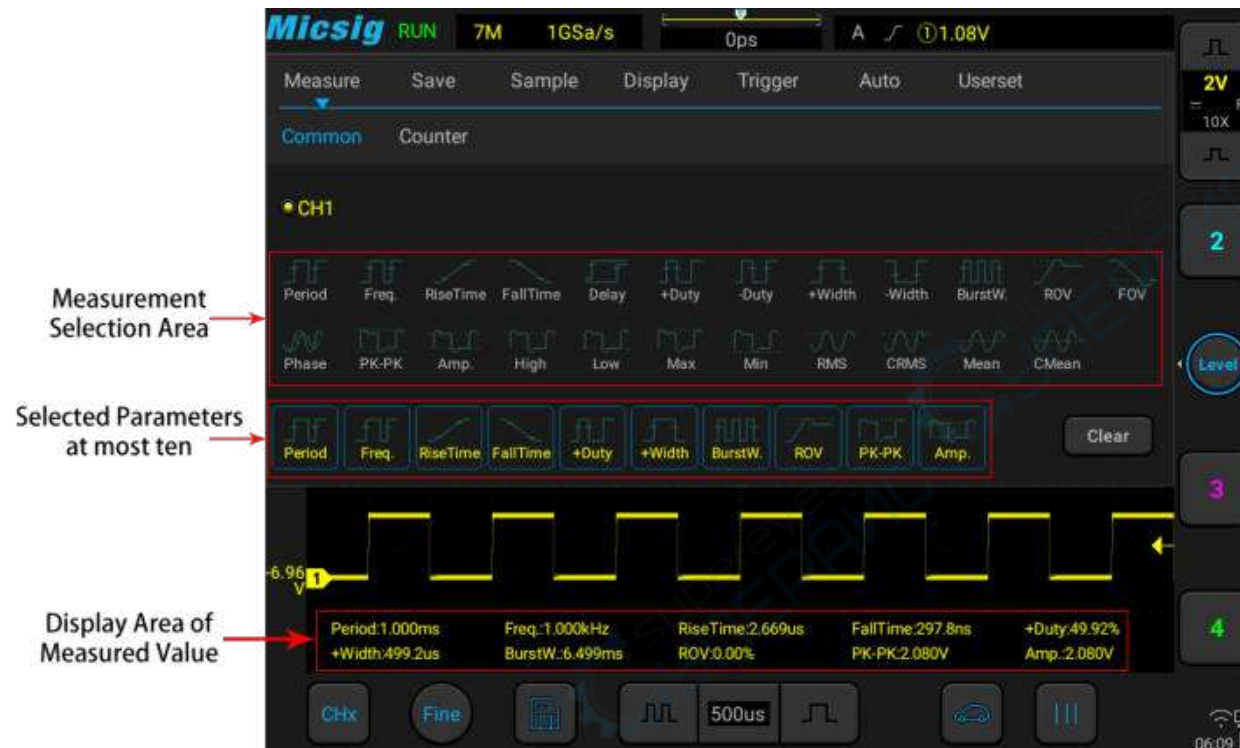 Micsig RUN 7M 1GSa/s 0ps A ①1.08V
Measure Save Sample Display Trigger Auto Userset
2V
10X
Common Counter
CH1
2
Period Freq. RiseTime FallTime Delay +Duty -Duty +Width -Width BurstW. ROV FOV
Measurement
Selection Area
Phase PK-PK Amp. High Low Max Min RMS CRMS Mean CMean
Level
Selected Parameters
at most ten
Period Freq. RiseTime FallTime +Duty +Width BurstW. ROV PK-PK Amp.
Clear
3
-6.96
V
1
Display Area of
Measured Value
Period:1.000ms Freq.:1.000kHz RiseTime:2.669us FallTime:297.8ns +Duty:49.92%
+Width:499.2us BurstW.:6.499ms ROV:0.00% PK-PK:2.080V Amp.:2.080V
4
CHx Fine 500us
06:09